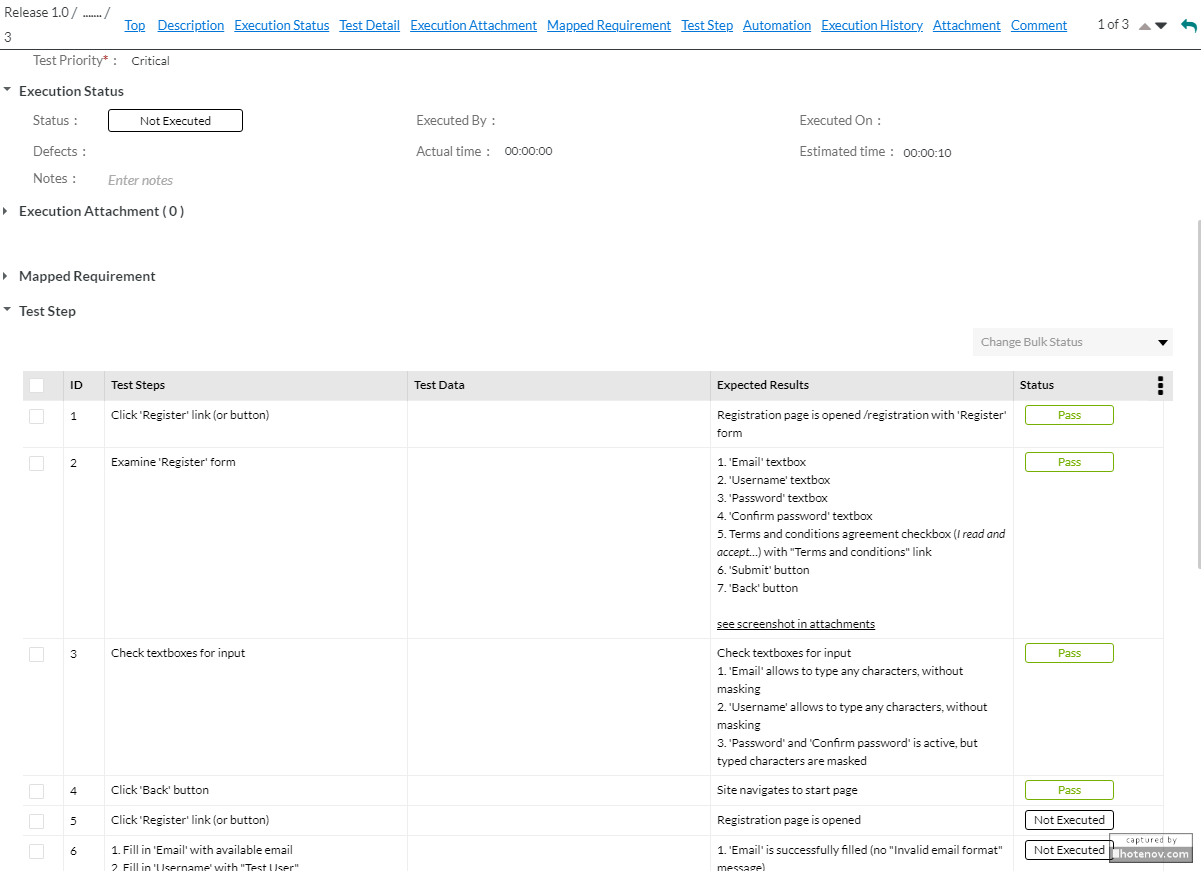 Release 1.0 / ....... /
3
Top Description Execution Status Test Detail Execution Attachment Mapped Requirement Test Step Automation Execution History Attachment Comment 1 of 3
Test Priority* : Critical
Execution Status
Status : Not Executed Executed By : Executed On :
Defects : Actual time : 00:00:00 Estimated time : 00:00:10
Notes : Enter notes
Execution Attachment ( 0 )
Mapped Requirement
Test Step
Change Bulk Status
ID Test Steps Test Data Expected Results Status
1 Click 'Register' link (or button) Registration page is opened /registration with 'Register' Pass
form
2 Examine 'Register' form 1. 'Email' textbox Pass
2. 'Username' textbox
3. 'Password' textbox
4. 'Confirm password' textbox
5. Terms and conditions agreement checkbox (I read and
accept...) with "Terms and conditions" link
6. 'Submit' button
7. 'Back' button
see screenshot in attachments
3 Check textboxes for input Check textboxes for input Pass
1. 'Email' allows to type any characters, without
masking
2. 'Username' allows to type any characters, without
masking
3. 'Password' and 'Confirm password' is active, but
typed characters are masked
4 Click 'Back' button Site navigates to start page Pass
5 Click 'Register' link (or button) Registration page is opened Not Executed
6 1. Fill in 'Email' with available email 1. 'Email' is successfully filled (no "Invalid email format" Not Executed
2. Fill in 'Username' with "Test User" message)
captured by
hotenov.com